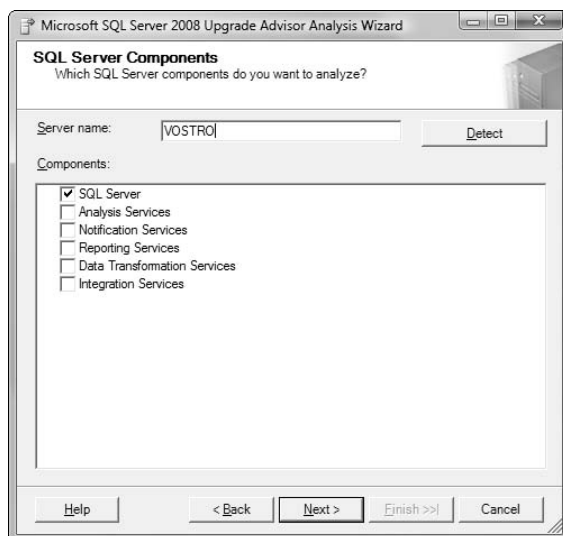 Microsoft SQL Server 2008 Upgrade Advisor Analysis Wizard
SQL Server Components
Which SQL Server components do you want to analyze?
Server name:
VOSTRO
Detect
Components:
SQL Server
Analysis Services
Notification Services
Reporting Services
Data Transformation Services
Integration Services
Help
< Back
Next >
Finish >>|
Cancel